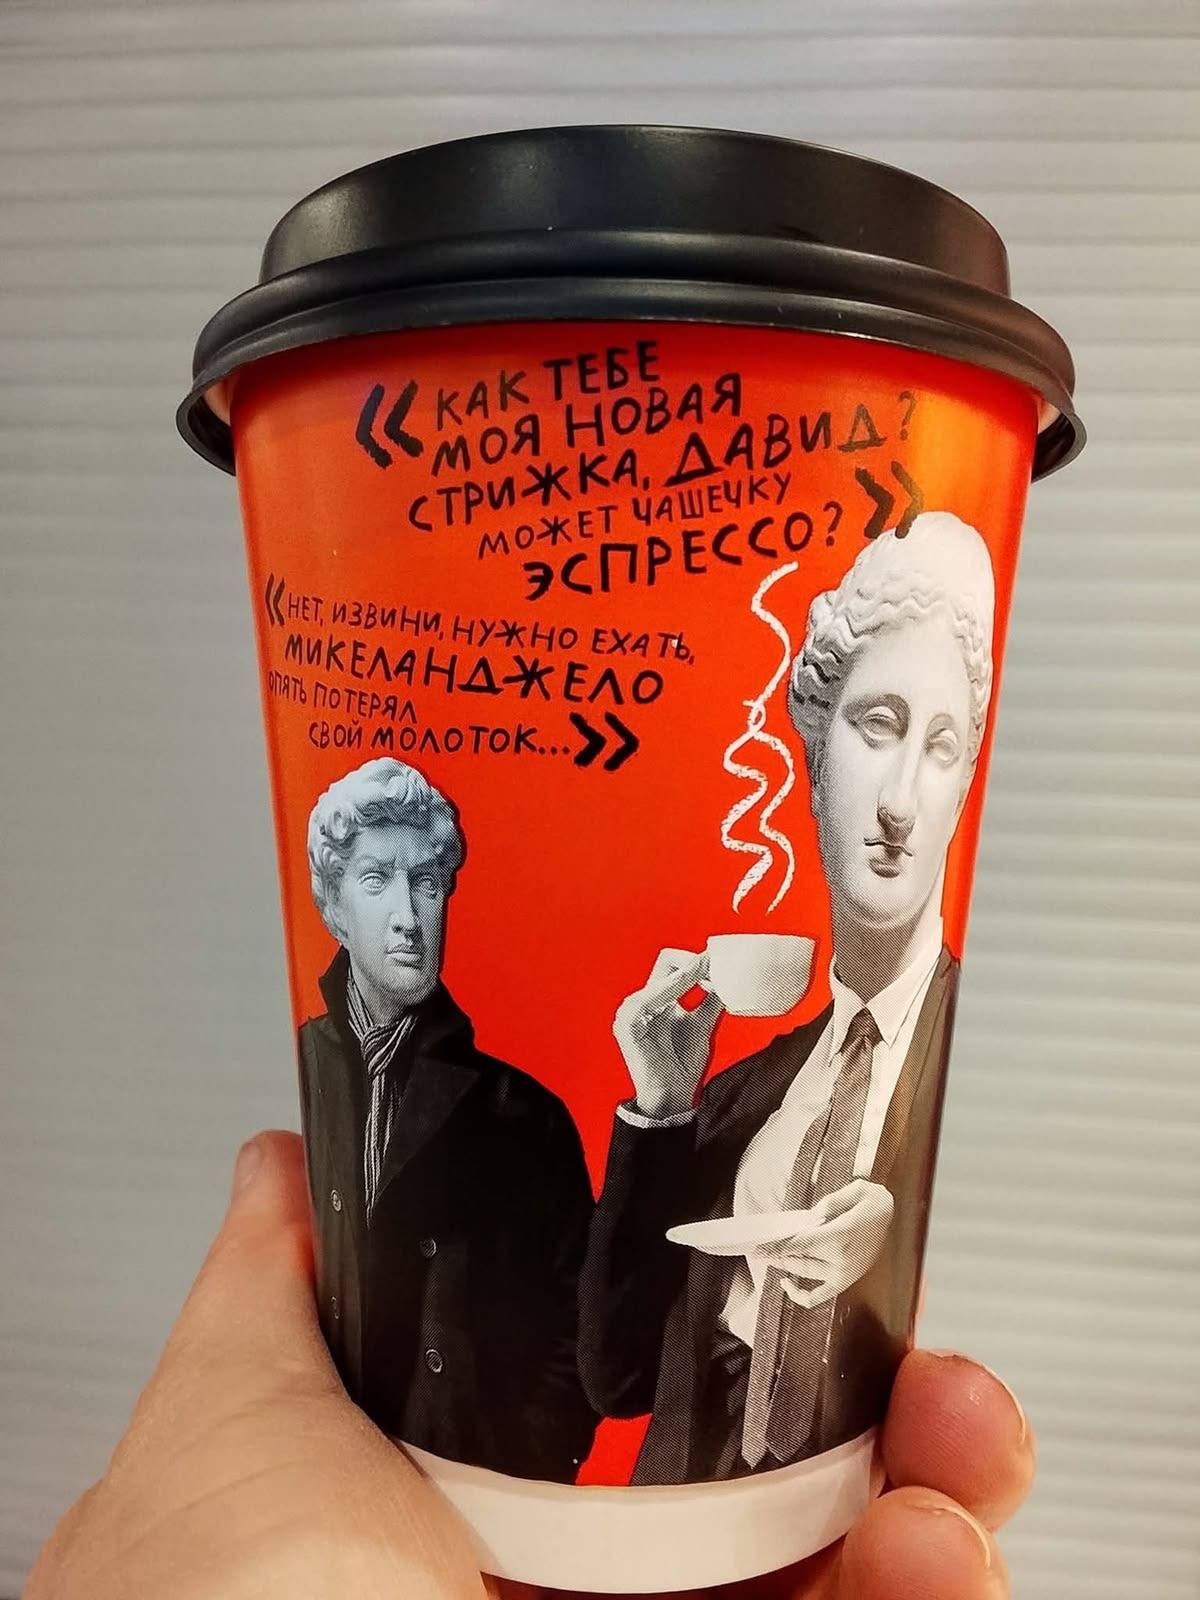 «КАК ТЕБЕ
МОЯ НОВАЯ
СТРИЖКА, ДАВИД?
МОЖЕТ ЧАШЕЧКУ
ЭСПРЕССО?»
«НЕТ, ИЗВИНИ, НУЖНО ЕХАТЬ,
МИКЕЛАНДЖЕЛО
ОПЯТЬ ПОТЕРЯЛ
СВОЙ МОЛОТОК...»